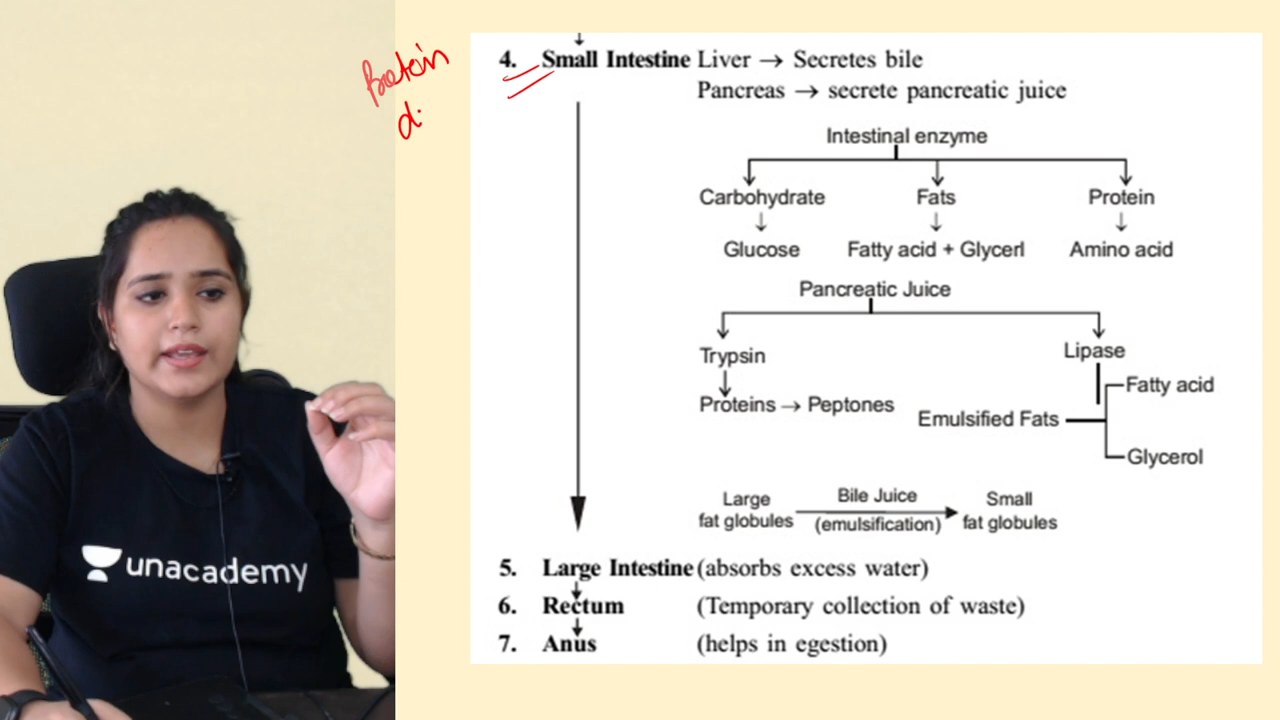 4. Small Intestine Liver → Secretes bile
Pancreas → secrete pancreatic juice
Intestinal enzyme
Carbohydrate Fats Protein
Glucose Fatty acid + Glycerl Amino acid
Pancreatic Juice
Trypsin Lipase
Proteins → Peptones
Fatty acid
Emulsified Fats
Glycerol
Large fat globules
Bile Juice
(emulsification)
Small fat globules
5. Large Intestine (absorbs excess water)
6. Rectum (Temporary collection of waste)
7. Anus (helps in egestion)
unacademy